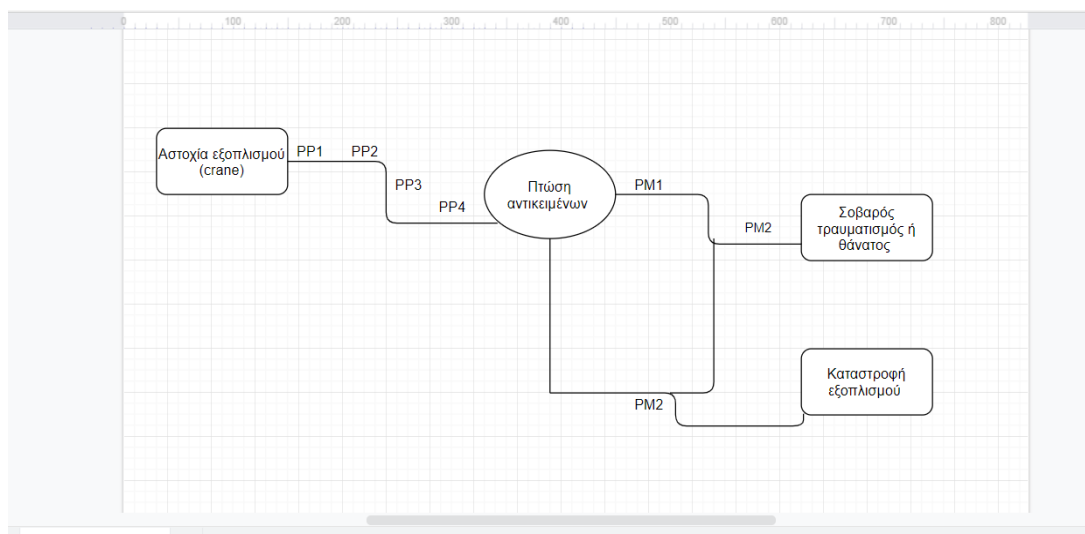 0 100 200 300 400 500 600 700 800
Αστοχία εξοπλισμού
(crane)
PP1
PP2
PP3
PP4
Πτώση
αντικειμένων
PM1
PM2
Σοβαρός
τραυματισμός ή
θάνατος
Καταστροφή
εξοπλισμού
PM2